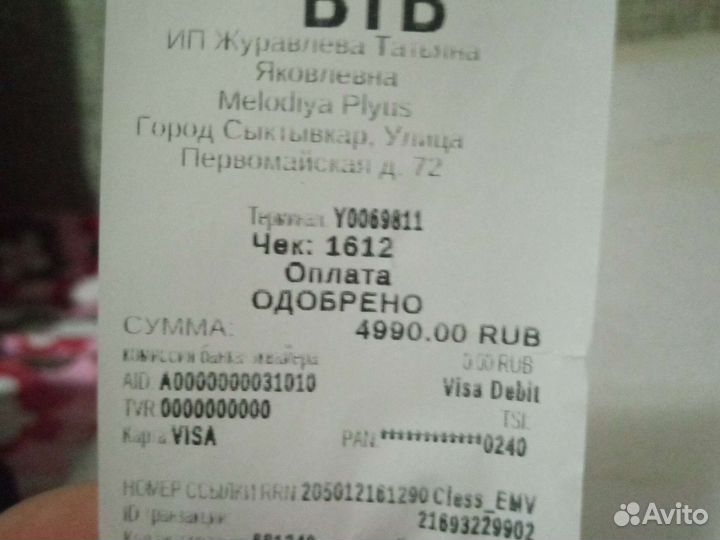 ВТБ
ИП Журавлева Татьяна
Яковлевна
Melodiya Plyus
Город Сыктывкар, Улица
Первомайская д. 72
Терминал: Y0069811
Чек: 1612
Оплата
ОДОБРЕНО
СУММА: 4990.00 RUB
комиссия банка эквайера 0.00 RUB
AID: A0000000031010 Visa Debit
TVR: 0000000000 TSI:
Карта: VISA PAN: ************0240
НОМЕР ССЫЛКИ RRN: 205012161290 Cless_EMV
ID транзакции: 21693229902
Avito